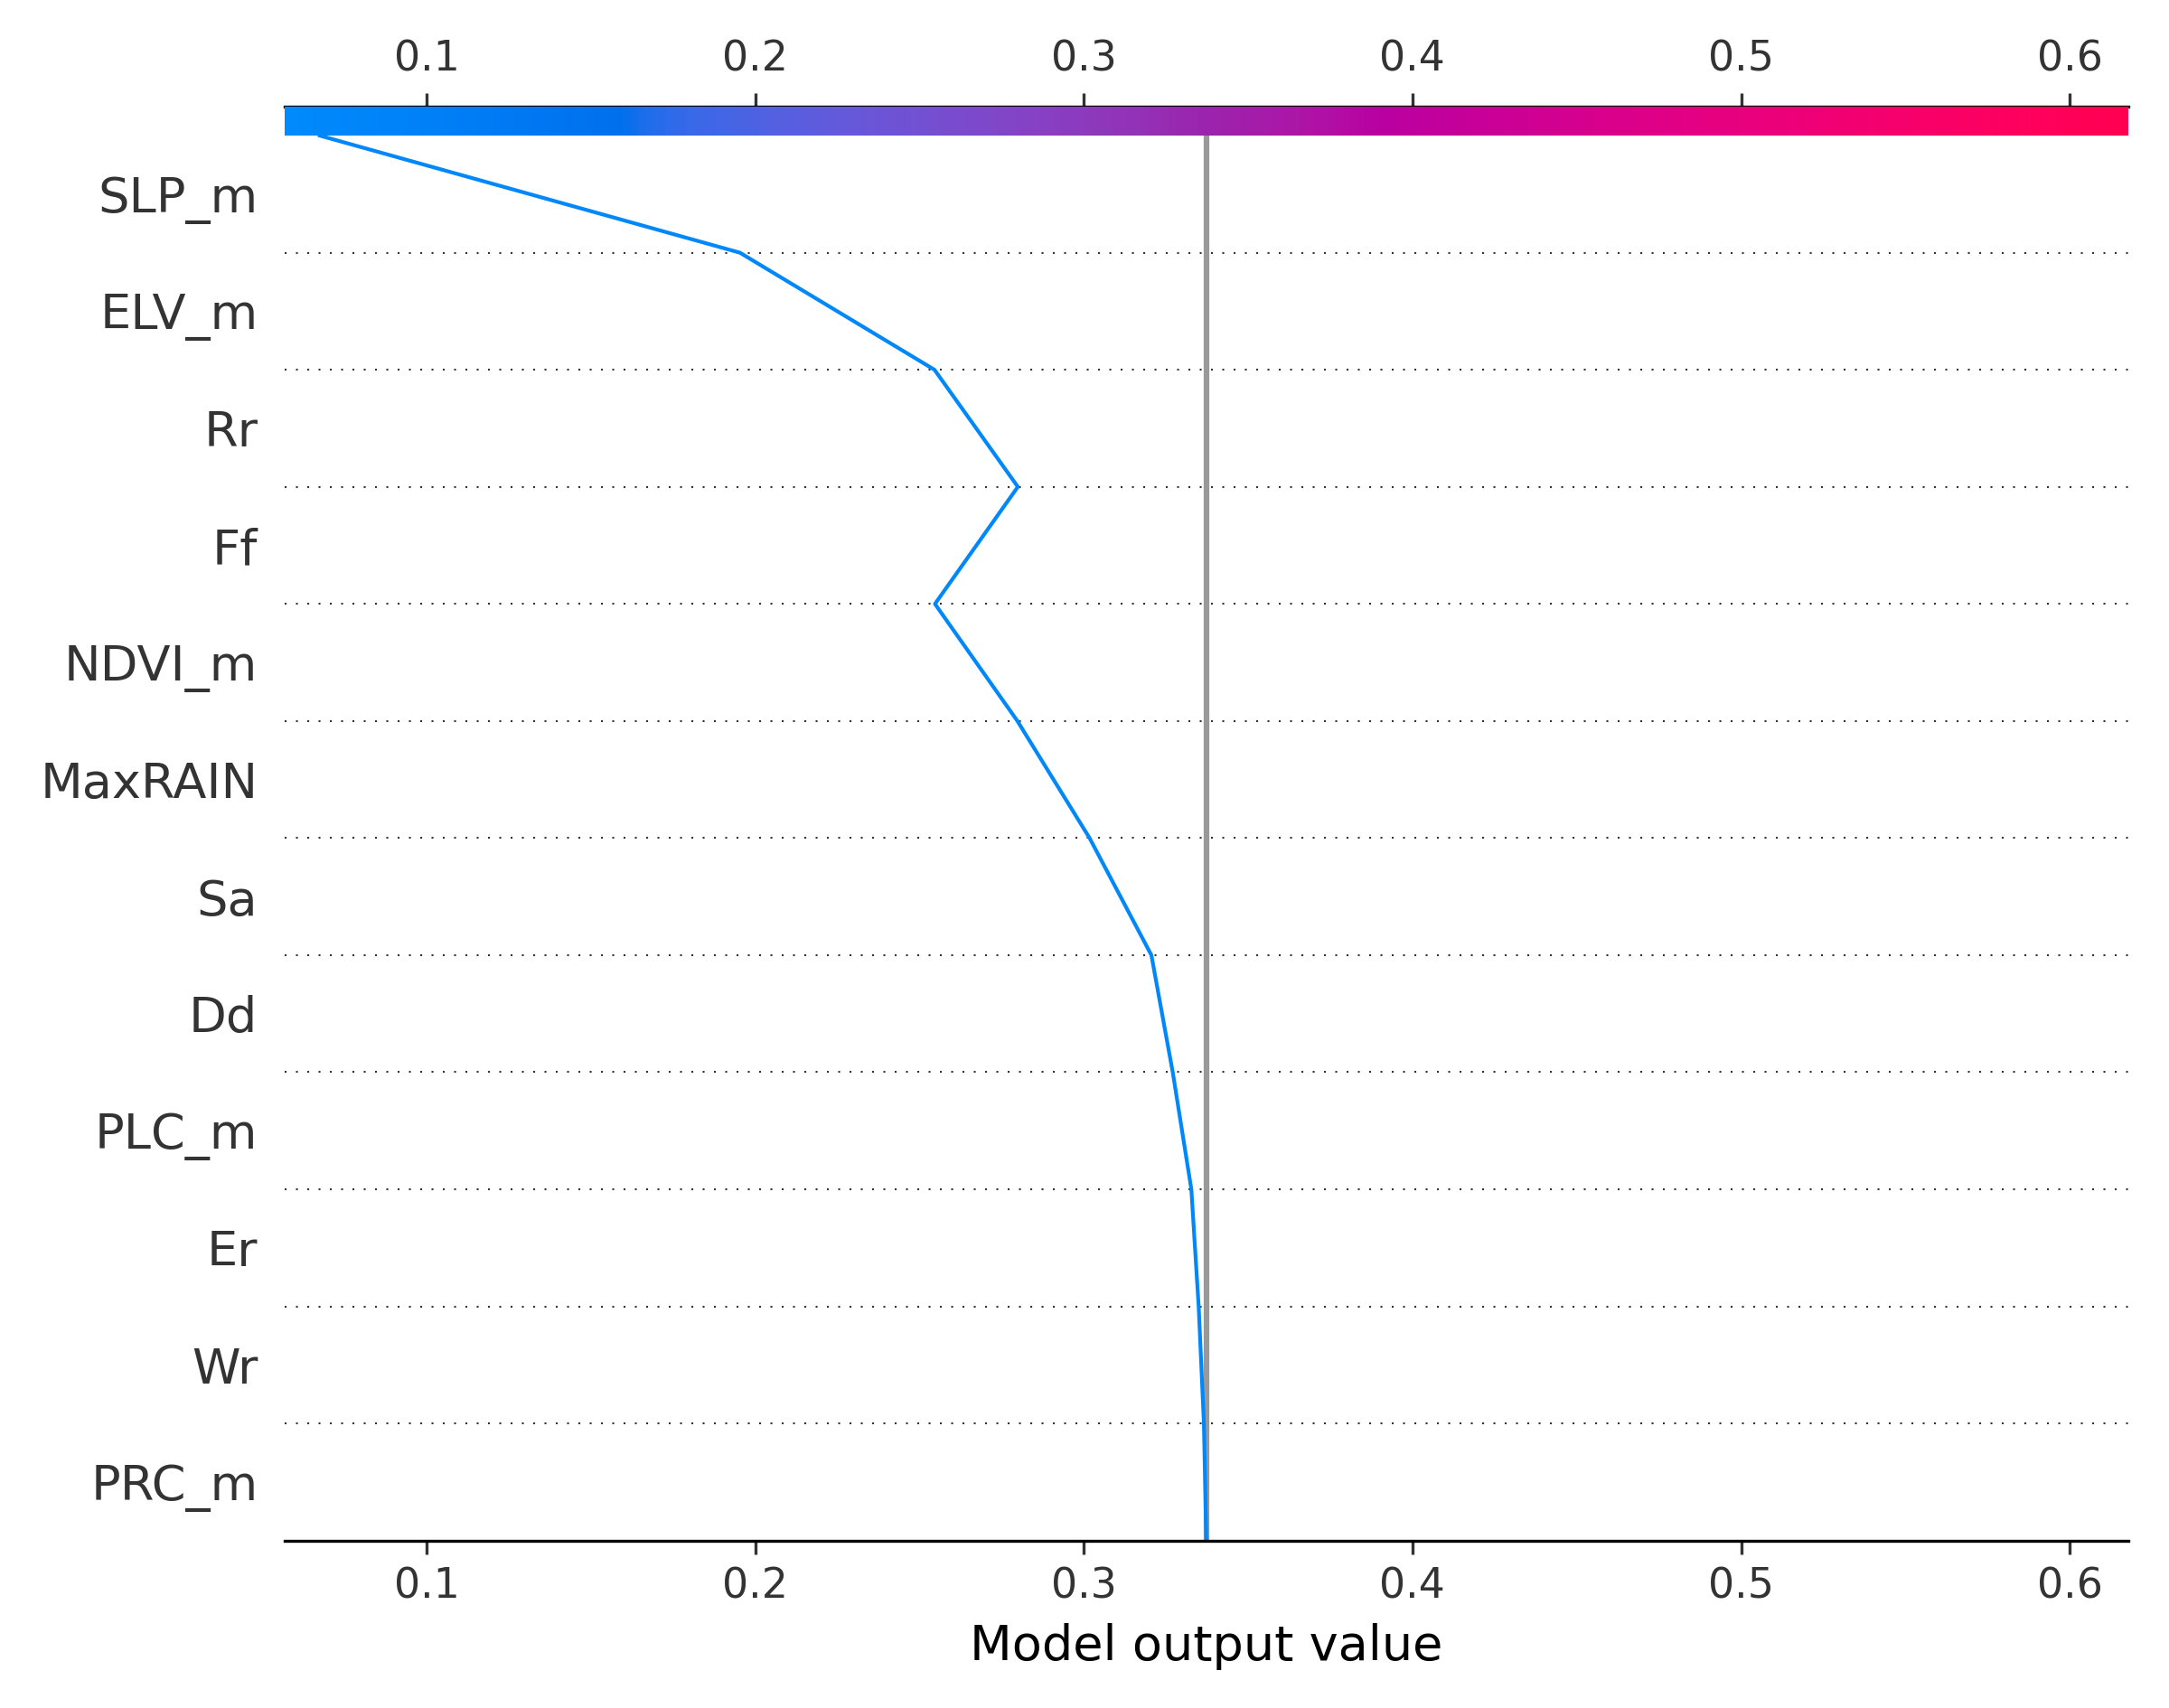 0.1 0.2 0.3 0.4 0.5 0.6
SLP_m
ELV_m
Rr
Ff
NDVI_m
MaxRAIN
Sa
Dd
PLC_m
Er
Wr
PRC_m
0.1 0.2 0.3 0.4 0.5 0.6
Model output value